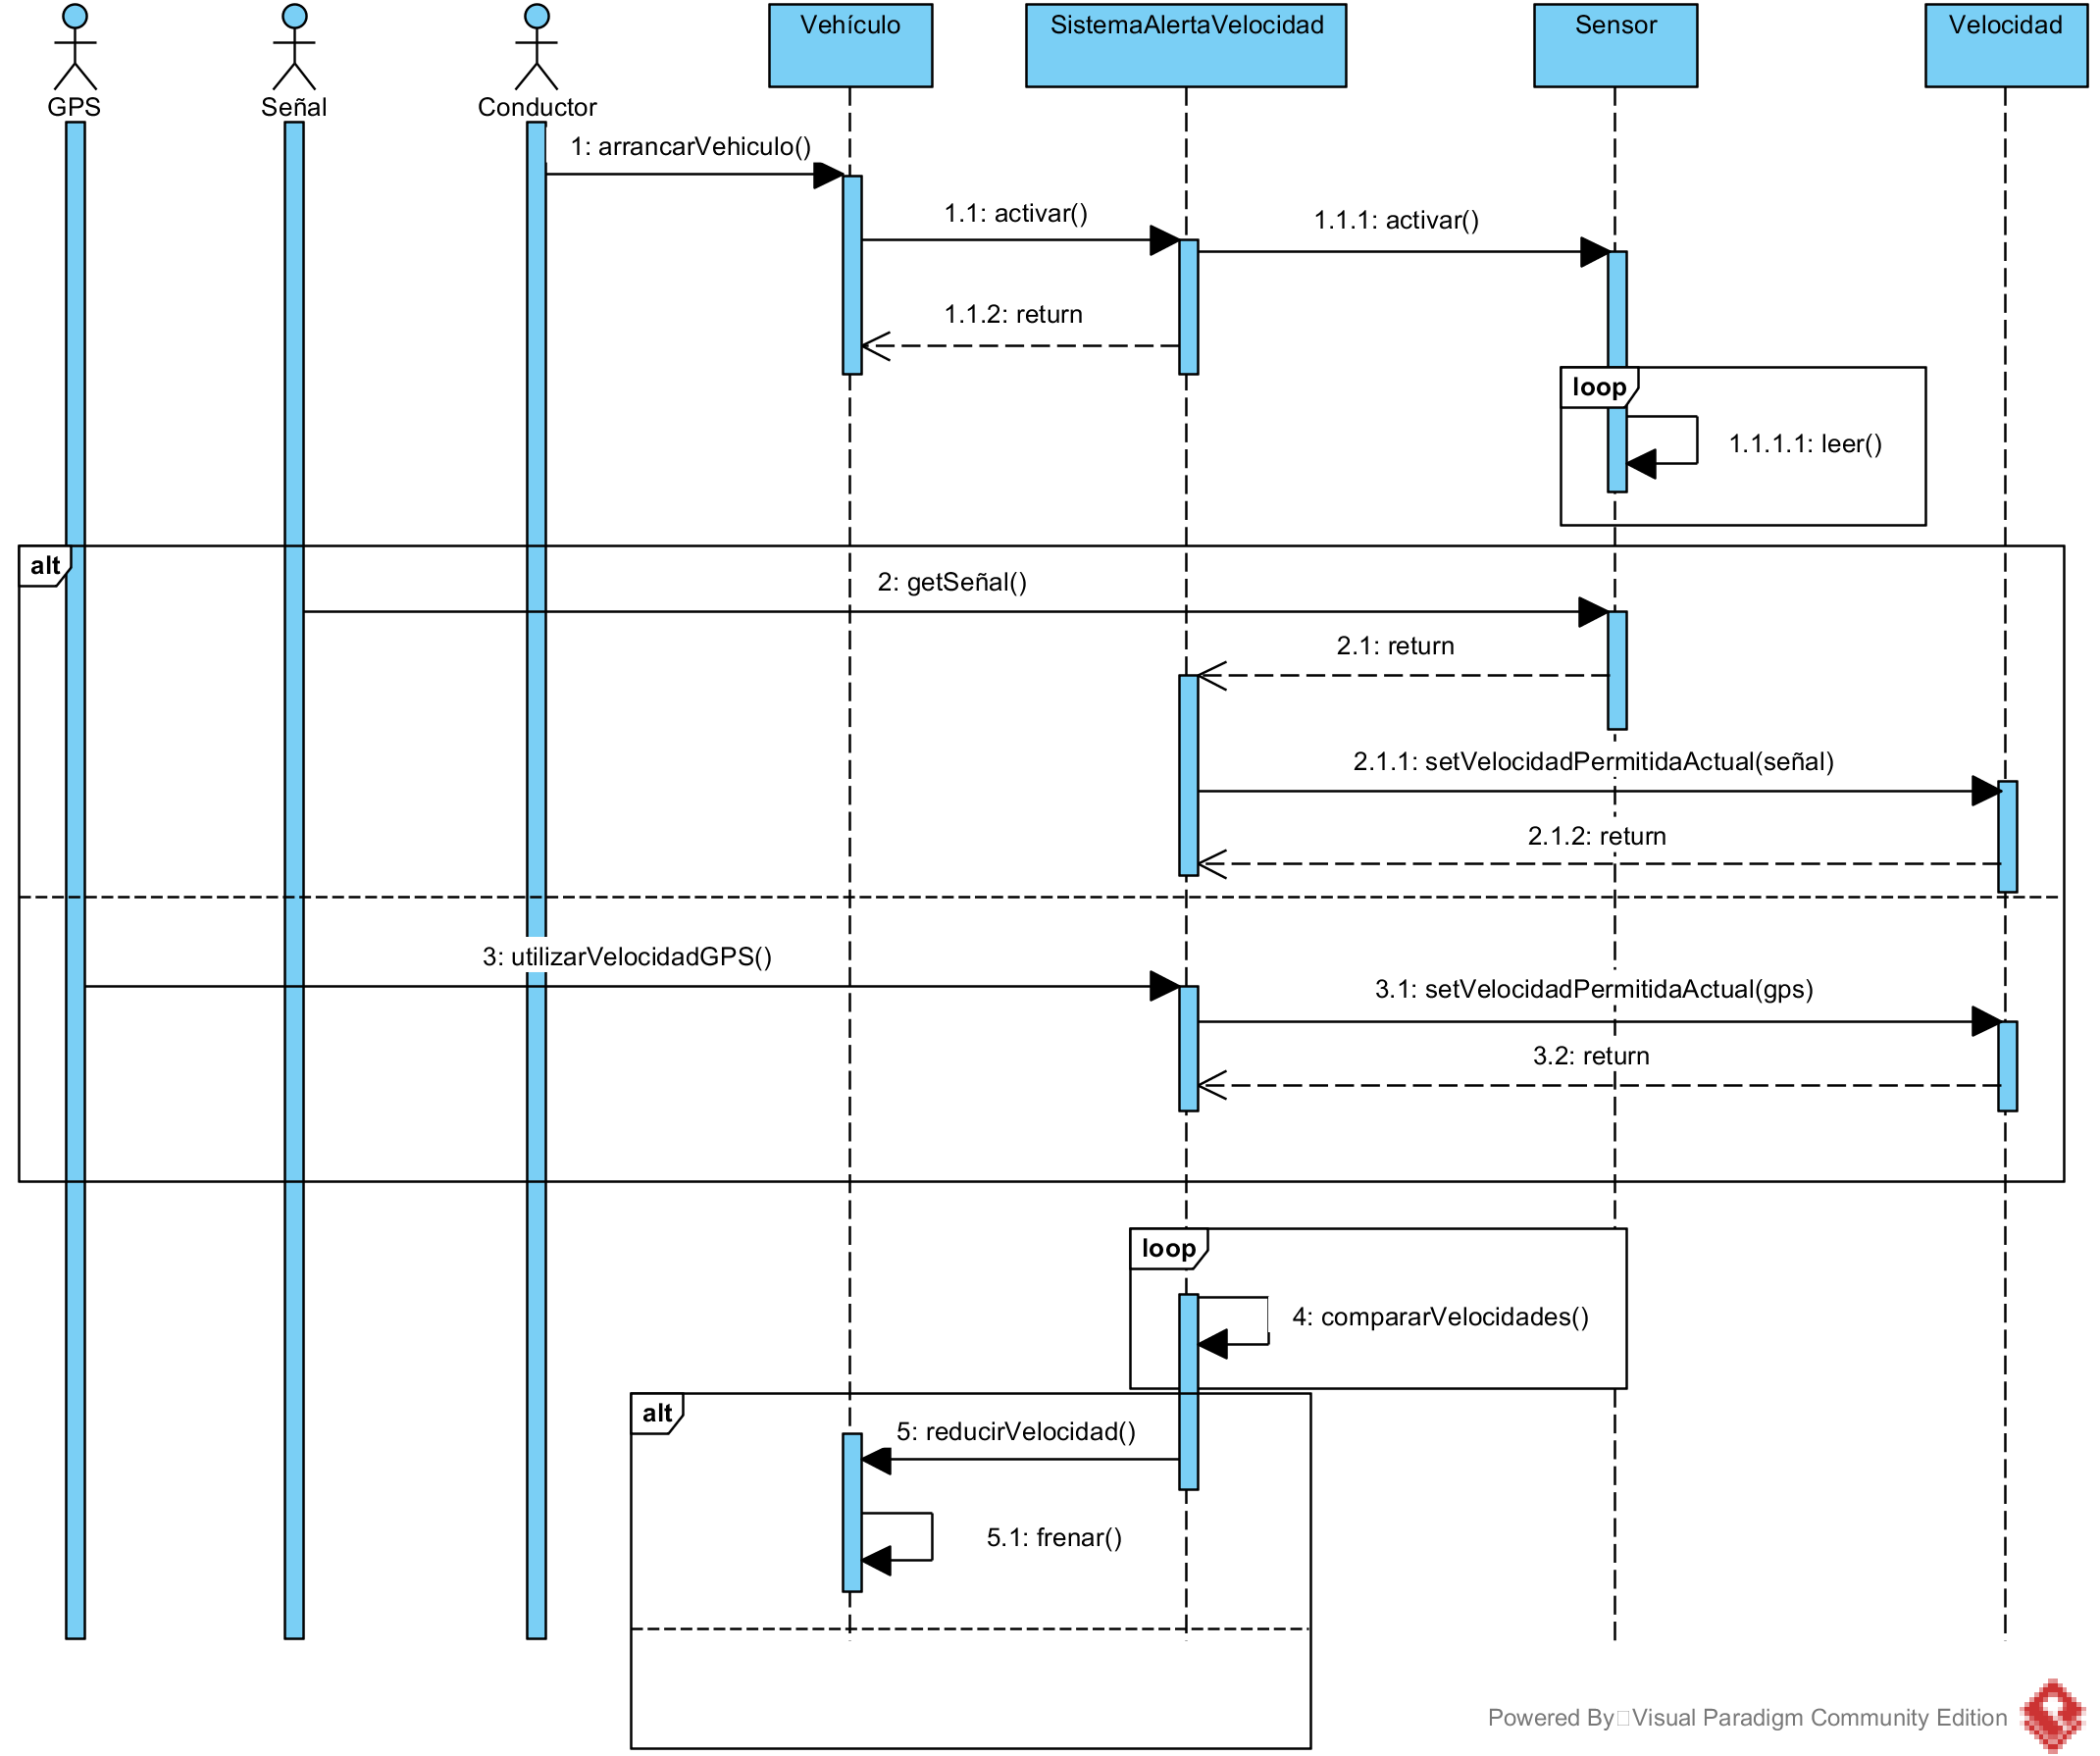 GPS
Señal
Conductor
Vehículo
SistemaAlertaVelocidad
Sensor
Velocidad
1: arrancarVehiculo()
1.1: activar()
1.1.1: activar()
1.1.2: return
loop
1.1.1.1: leer()
alt
2: getSeñal()
2.1: return
2.1.1: setVelocidadPermitidaActual(señal)
2.1.2: return
3: utilizarVelocidadGPS()
3.1: setVelocidadPermitidaActual(gps)
3.2: return
loop
4: compararVelocidades()
alt
5: reducirVelocidad()
5.1: frenar()
Powered By Visual Paradigm Community Edition